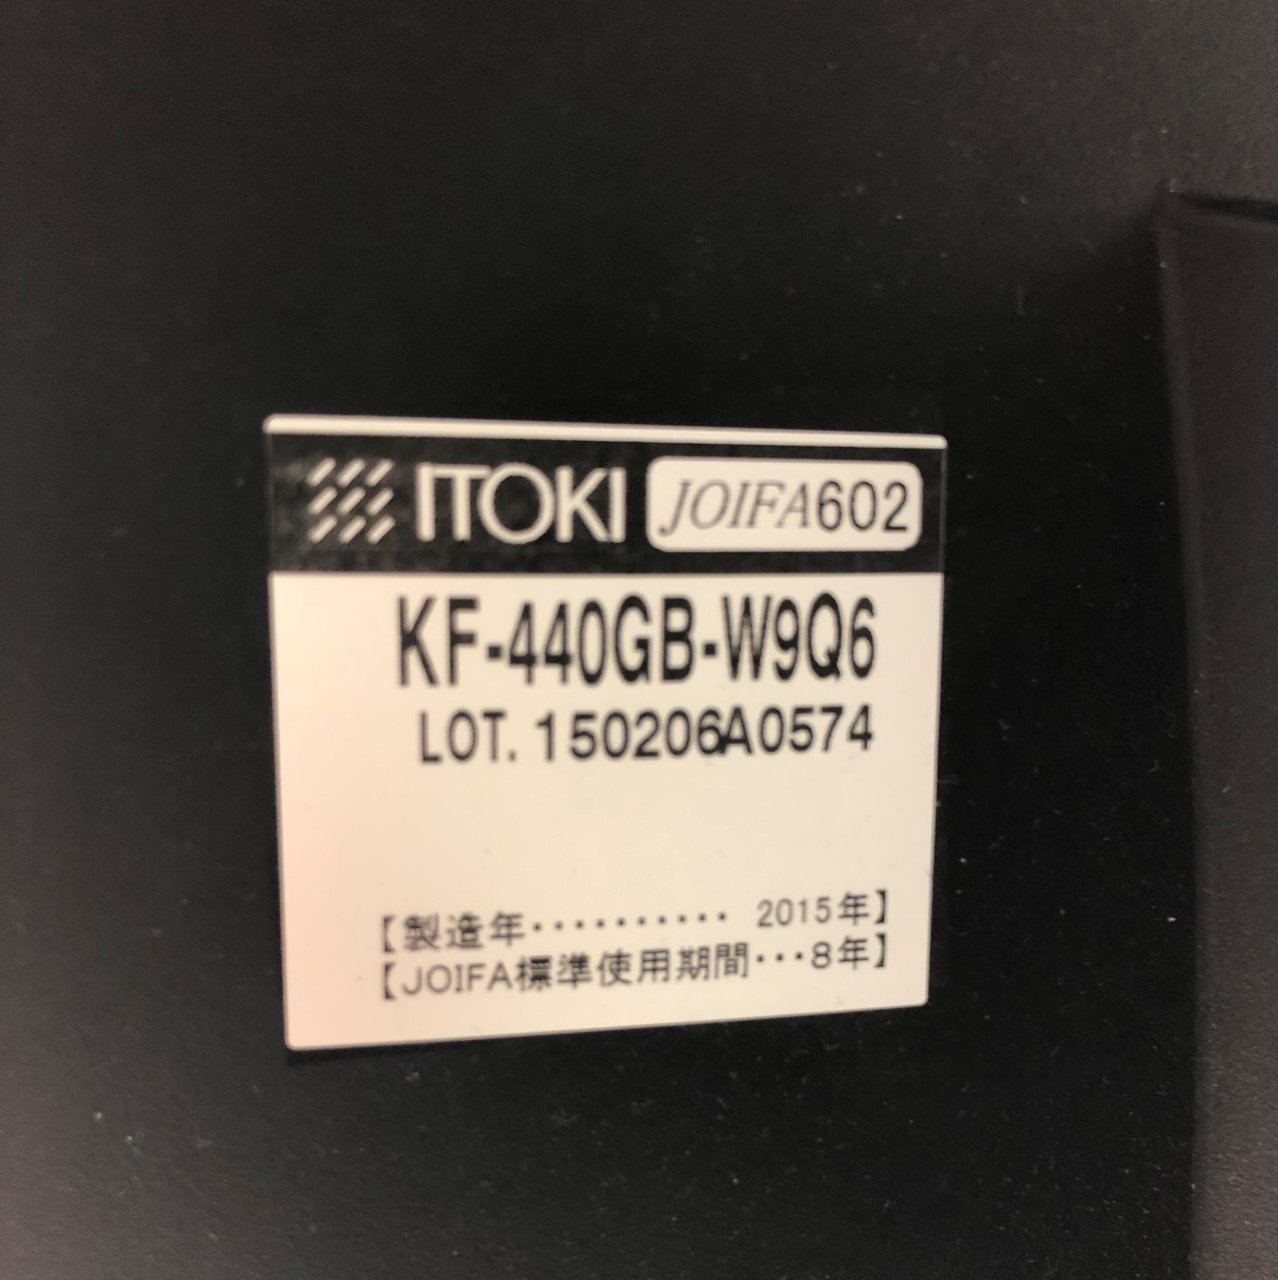 ITOKI JOIFA602
KF-440GB-W9Q6
LOT. 150206A0574
【製造年・・・・・・・・・・ 2015年】
【JOIFA標準使用期間・・・8年】